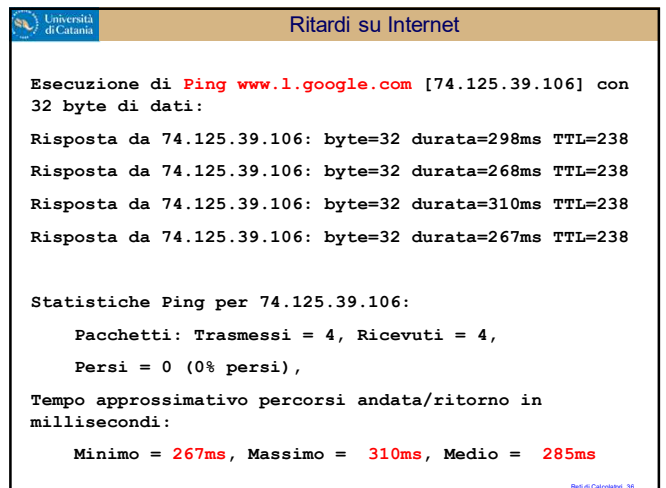 Università
di Catania
Ritardi su Internet
Esecuzione di Ping www.l.google.com [74.125.39.106] con
32 byte di dati:
Risposta da 74.125.39.106: byte=32 durata=298ms TTL=238
Risposta da 74.125.39.106: byte=32 durata=268ms TTL=238
Risposta da 74.125.39.106: byte=32 durata=310ms TTL=238
Risposta da 74.125.39.106: byte=32 durata=267ms TTL=238
Statistiche Ping per 74.125.39.106:
Pacchetti: Trasmessi = 4, Ricevuti = 4,
Persi = 0 (0% persi),
Tempo approssimativo percorsi andata/ritorno in
millisecondi:
Minimo = 267ms, Massimo = 310ms, Medio = 285ms
Reti di Calcolatori 36